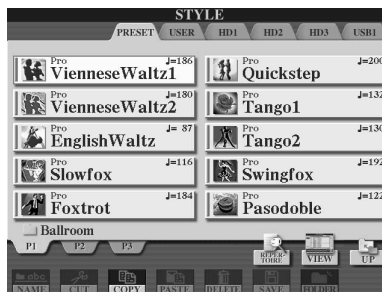 STYLE
PRESET USER HD1 HD2 HD3 USB1
Pro ♩=186
VienneseWaltz1
Pro ♩=200
Quickstep
Pro ♩=180
VienneseWaltz2
Pro ♩=132
Tango1
Pro ♩= 87
EnglishWaltz
Pro ♩=130
Tango2
Pro ♩=116
Slowfox
Pro ♩=192
Swingfox
Pro ♩=184
Foxtrot
Pro ♩=122
Pasodoble
Ballroom
P1 P2 P3
REPER-
TOIRE
VIEW
UP
abc
NAME CUT COPY PASTE DELETE SAVE FOLDER